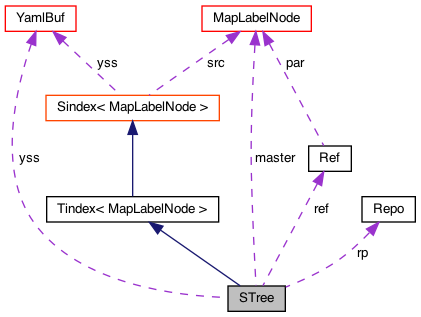 YamlBuf
MapLabelNode
yss
src
par
Sindex< MapLabelNode >
yss
master
Ref
Tindex< MapLabelNode >
ref
Repo
rp
STree